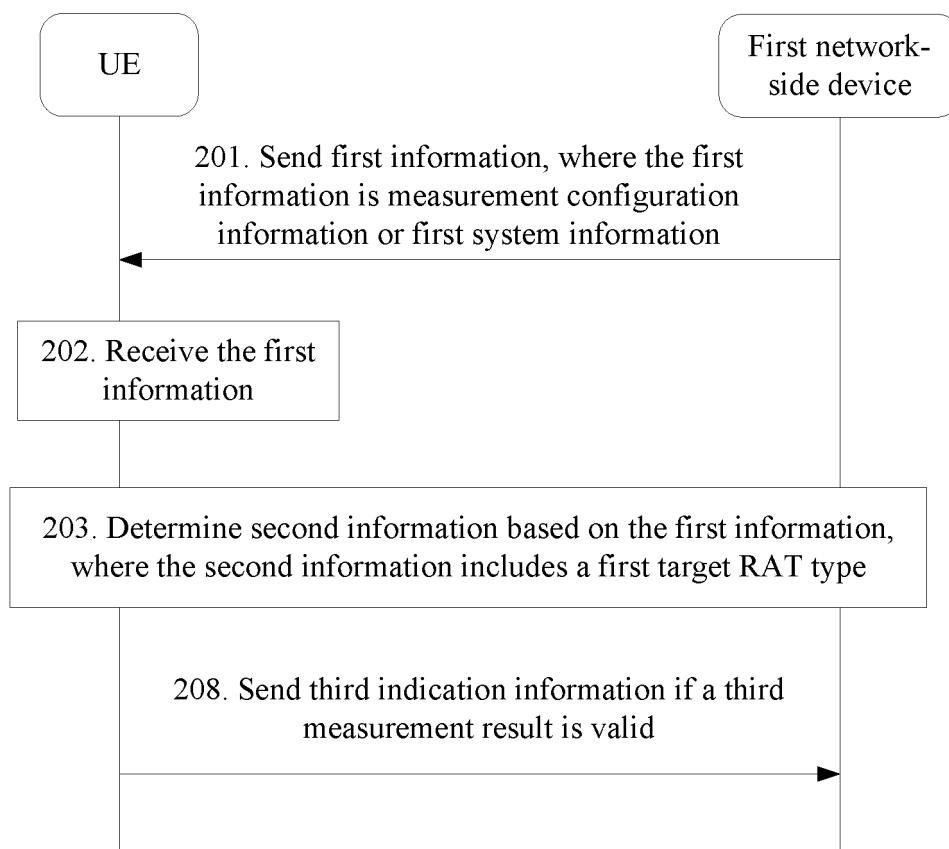 UE
First network-
side device
201. Send first information, where the first
information is measurement configuration
information or first system information
202. Receive the first
information
203. Determine second information based on the first information,
where the second information includes a first target RAT type
208. Send third indication information if a third
measurement result is valid